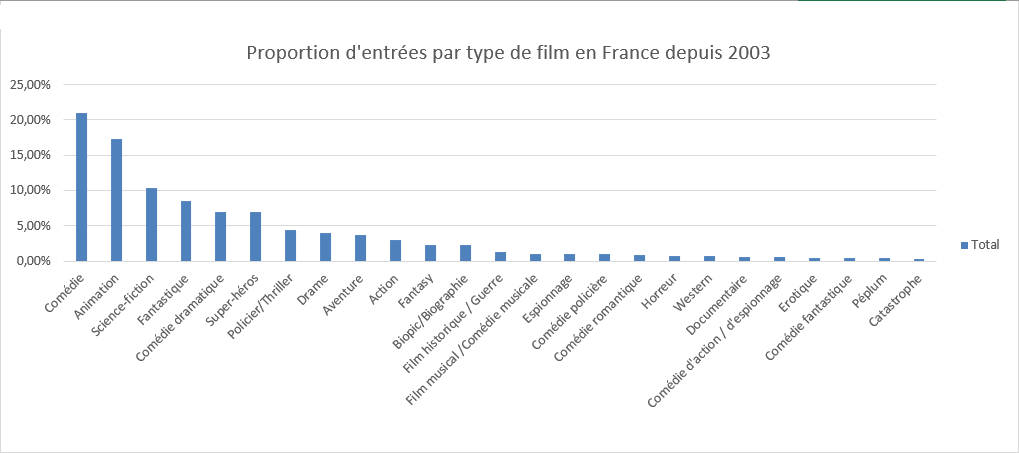 Proportion d'entrées par type de film en France depuis 2003
25,00%
20,00%
15,00%
10,00%
5,00%
0,00%
Comédie
Animation
Science-fiction
Fantastique
Comédie dramatique
Super-héros
Policier/Thriller
Drame
Aventure
Action
Fantasy
Biopic/Biographie
Film historique / Guerre
Film musical /Comédie musicale
Espionnage
Comédie policière
Comédie romantique
Horreur
Western
Documentaire
Comédie d'action / d'espionnage
Erotique
Comédie fantastique
Péplum
Catastrophe
Total